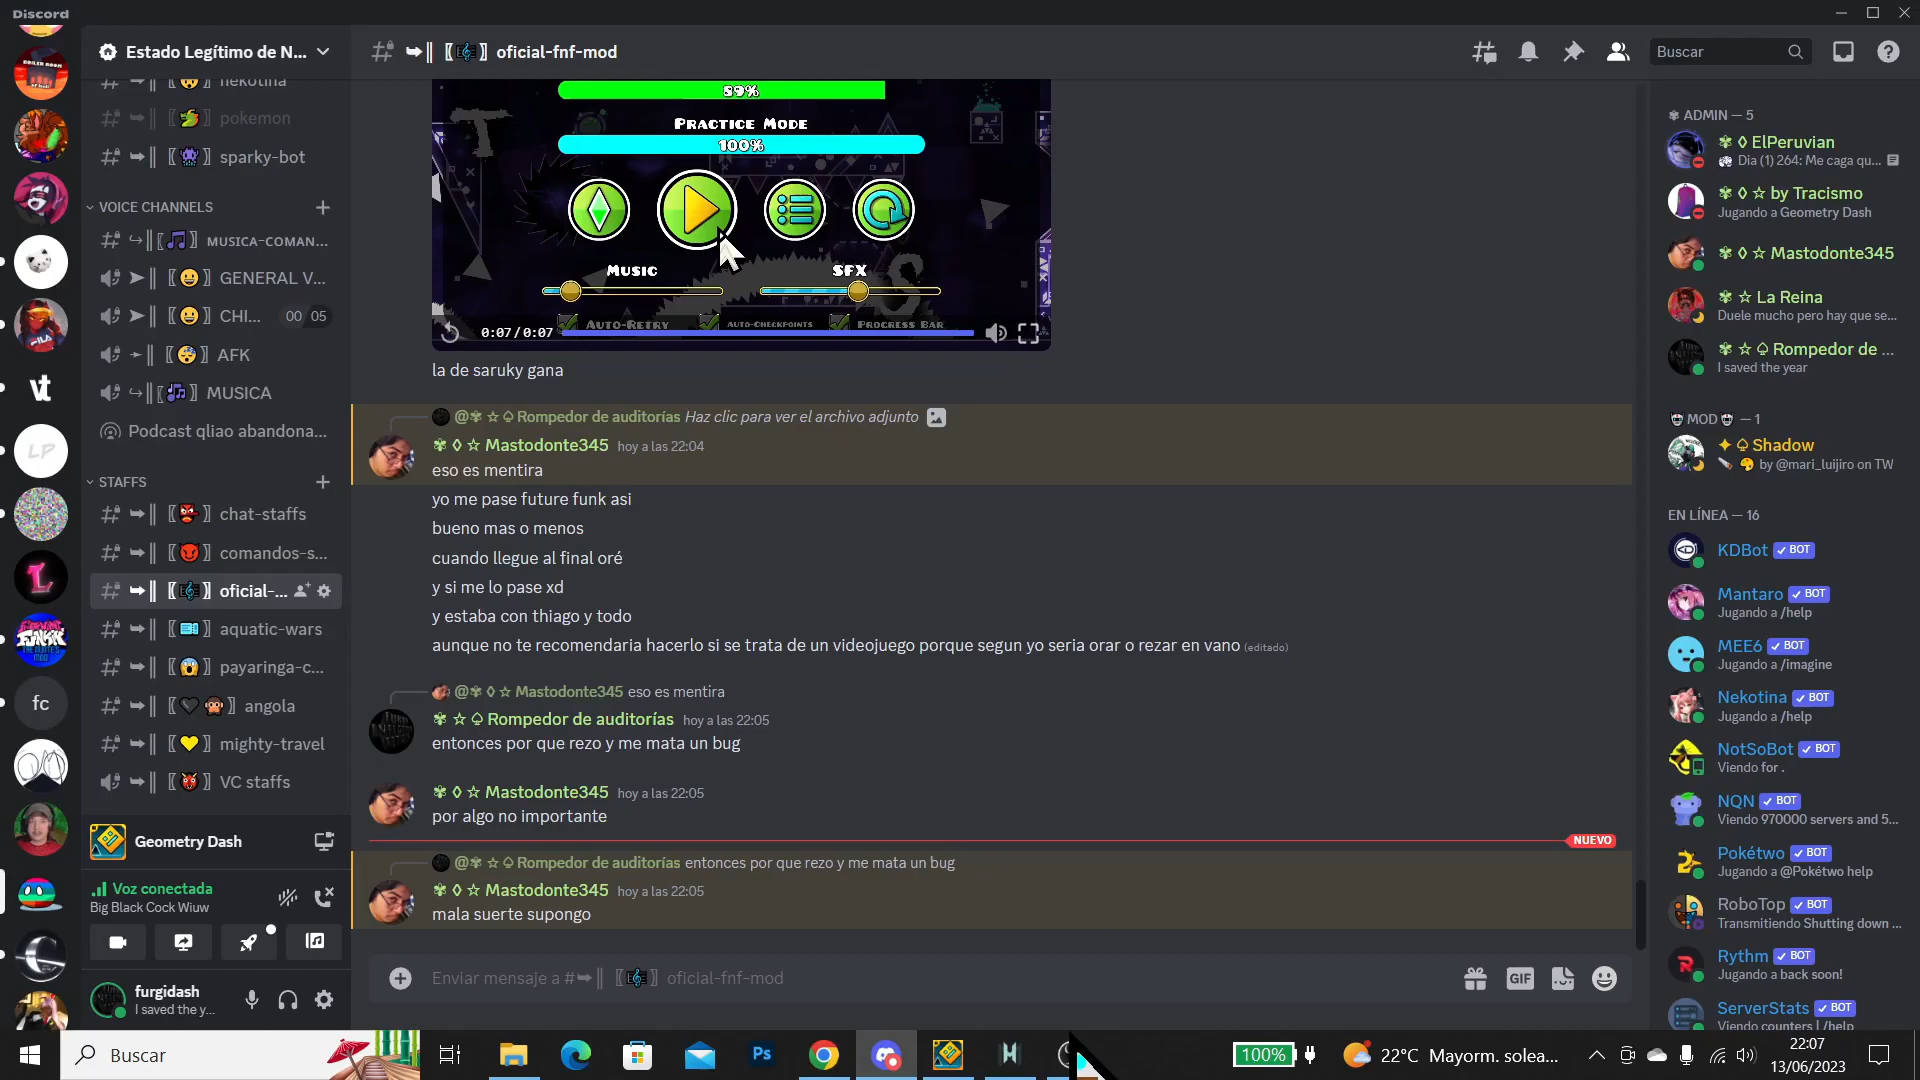 Discord
Estado Legítimo de N...
nekotina
pokemon
sparky-bot
VOICE CHANNELS
MUSICA-COMAN...
GENERAL V...
CHI... 00 05
AFK
MUSICA
Podcast qliao abandona...
STAFFS
chat-staffs
comandos-s...
oficial-...
aquatic-wars
payaringa-c...
angola
mighty-travel
VC staffs
Geometry Dash
Voz conectada
Big Black Cock Wiuw
furgidash
I saved the y...
BOILER ROOM
FILA
vt
LP
L
fc
oficial-fnf-mod
Buscar
89%
PRACTICE MODE
100%
MUSIC SFX
AUTO-RETRY AUTO-CHECKPOINTS PROGRESS BAR
0:07/0:07
la de saruky gana
@✾ ☆ ♤ Rompedor de auditorías Haz clic para ver el archivo adjunto
✾ ◊ ☆ Mastodonte345 hoy a las 22:04
eso es mentira
yo me pase future funk asi
bueno mas o menos
cuando llegue al final oré
y si me lo pase xd
y estaba con thiago y todo
aunque no te recomendaria hacerlo si se trata de un videojuego porque segun yo seria orar o rezar en vano (editado)
@✾ ◊ ☆ Mastodonte345 eso es mentira
✾ ☆ ♤ Rompedor de auditorías hoy a las 22:05
entonces por que rezo y me mata un bug
✾ ◊ ☆ Mastodonte345 hoy a las 22:05
por algo no importante
NUEVO
@✾ ☆ ♤ Rompedor de auditorías entonces por que rezo y me mata un bug
✾ ◊ ☆ Mastodonte345 hoy a las 22:05
mala suerte supongo
Enviar mensaje a #➥║〖🎼〗oficial-fnf-mod
GIF
✾ ADMIN — 5
✾ ◊ ElPeruvian
Dia (1) 264: Me caga qu...
✾ ◊ ☆ by Tracismo
Jugando a Geometry Dash
✾ ◊ ☆ Mastodonte345
✾ ☆ La Reina
Duele mucho pero hay que se...
✾ ☆ ♤ Rompedor de ...
I saved the year
MOD — 1
✦ ♤ Shadow
by @mari_luijiro on TW
EN LÍNEA — 16
KDBot ✓ BOT
Mantaro ✓ BOT
Jugando a /help
MEE6 ✓ BOT
Jugando a /imagine
Nekotina ✓ BOT
Jugando a /help
NotSoBot ✓ BOT
Viendo for .
NQN ✓ BOT
Viendo 970000 servers and 5...
Pokétwo ✓ BOT
Jugando a @Pokétwo help
RoboTop ✓ BOT
Transmitiendo Shutting down ...
Rythm ✓ BOT
Jugando a back soon!
ServerStats ✓ BOT
Viendo counters | /help
Buscar
Ps
100%
22°C Mayorm. solea...
22:07
13/06/2023